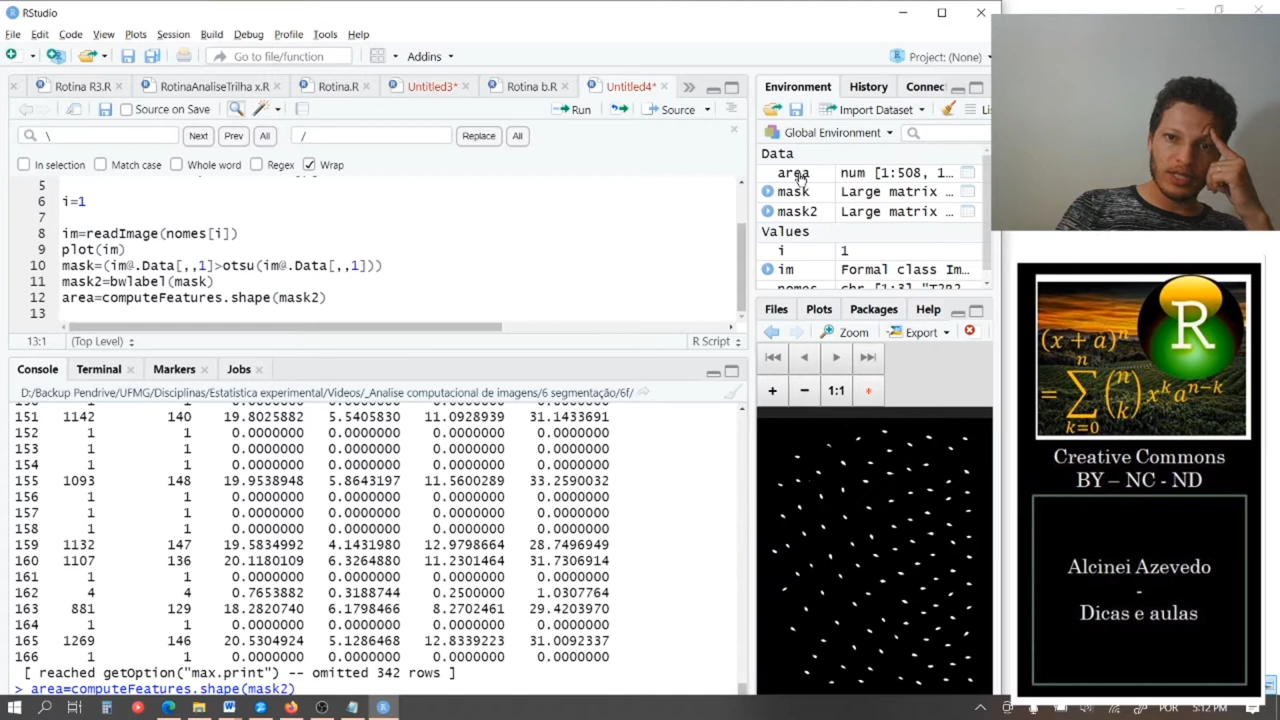 RStudio
File Edit Code View Plots Session Build Debug Profile Tools Help
Go to file/function Addins Project: (None)
Rotina R3.R RotinaAnaliseTrilha x.R Rotina.R Untitled3* Rotina b.R Untitled4*
Source on Save Run Source
\ Next Prev All / Replace All
In selection Match case Whole word Regex Wrap
5
6 i=1
7
8 im=readImage(nomes[i])
9 plot(im)
10 mask=(im@.Data[,,1]>otsu(im@.Data[,,1]))
11 mask2=bwlabel(mask)
12 area=computeFeatures.shape(mask2)
13
13:1 (Top Level) R Script
Console Terminal Markers Jobs
D:/Backup Pendrive/UFMG/Disciplinas/Estatistica experimental/Videos/_Analise computacional de imagens/6 segmentação/6f/
151 1142 140 19.8025882 5.5405830 11.0928939 31.1433691
152 1 1 0.0000000 0.0000000 0.0000000 0.0000000
153 1 1 0.0000000 0.0000000 0.0000000 0.0000000
154 1 1 0.0000000 0.0000000 0.0000000 0.0000000
155 1093 148 19.9538948 5.8643197 11.5600289 33.2590032
156 1 1 0.0000000 0.0000000 0.0000000 0.0000000
157 1 1 0.0000000 0.0000000 0.0000000 0.0000000
158 1 1 0.0000000 0.0000000 0.0000000 0.0000000
159 1132 147 19.5834992 4.1431980 12.9798664 28.7496949
160 1107 136 20.1180109 6.3264880 11.2301464 31.7306914
161 1 1 0.0000000 0.0000000 0.0000000 0.0000000
162 4 4 0.7653882 0.3188744 0.2500000 1.0307764
163 881 129 18.2820740 6.1798466 8.2702461 29.4203970
164 1 1 0.0000000 0.0000000 0.0000000 0.0000000
165 1269 146 20.5304924 5.1286468 12.8339223 31.0092337
166 1 1 0.0000000 0.0000000 0.0000000 0.0000000
[ reached getOption("max.print") -- omitted 342 rows ]
> area=computeFeatures.shape(mask2)
Environment History Connec
Import Dataset Li
Global Environment
Data
area num [1:508, 1...
mask Large matrix ...
mask2 Large matrix ...
Values
i 1
im Formal class Im...
nomes chr [1:3] "T2B2
Files Plots Packages Help
Zoom Export
+ − 1:1 *
R
(x + a)^n
= ∑ k=0 n (n k) x^k a^(n−k)
Creative Commons
BY – NC - ND
Alcinei Azevedo
-
Dicas e aulas
POR 5:12 PM